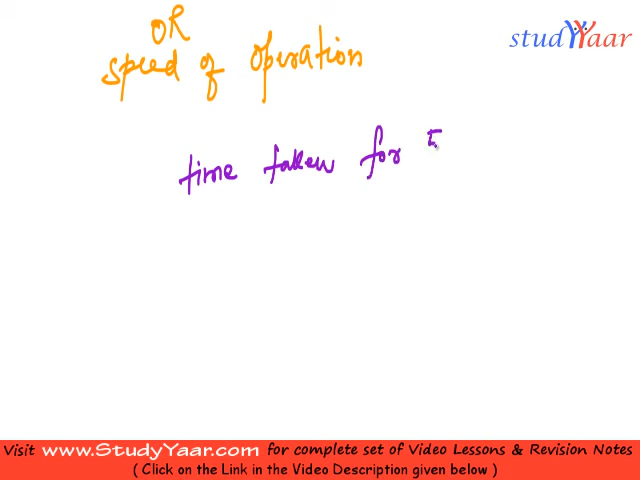 OR
studYYaar
speed of operation
time taken for
Visit www.StudyYaar.com for complete set of Video Lessons & Revision Notes
( Click on the Link in the Video Description given below )